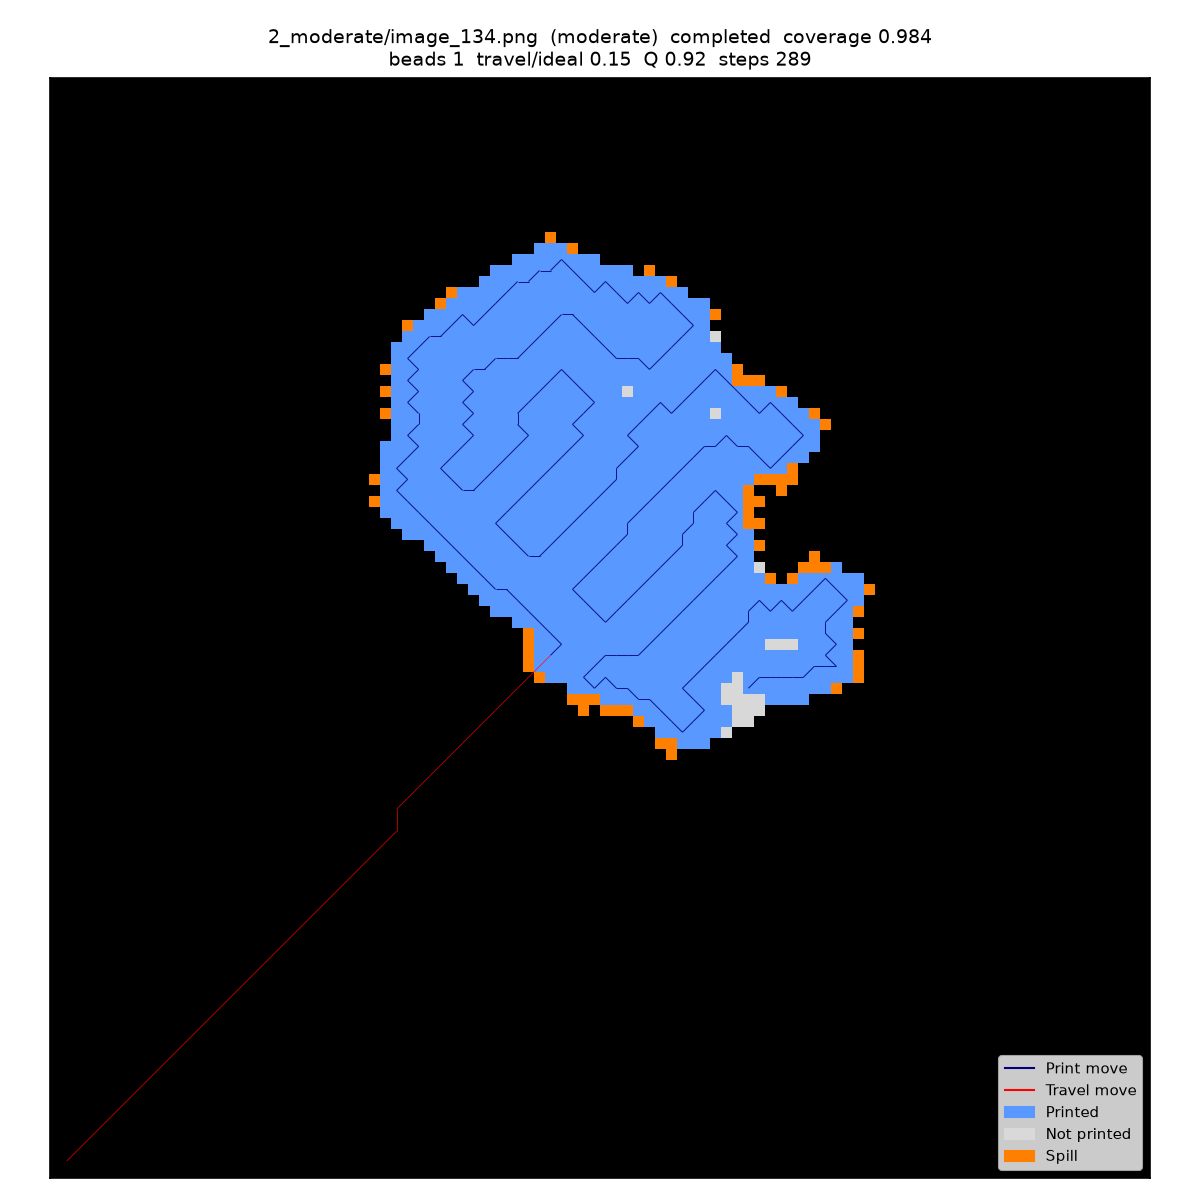 2_moderate/image_134.png  (moderate)  completed  coverage 0.984
beads 1  travel/ideal 0.15  Q 0.92  steps 289
Print move
Travel move
Printed
Not printed
Spill